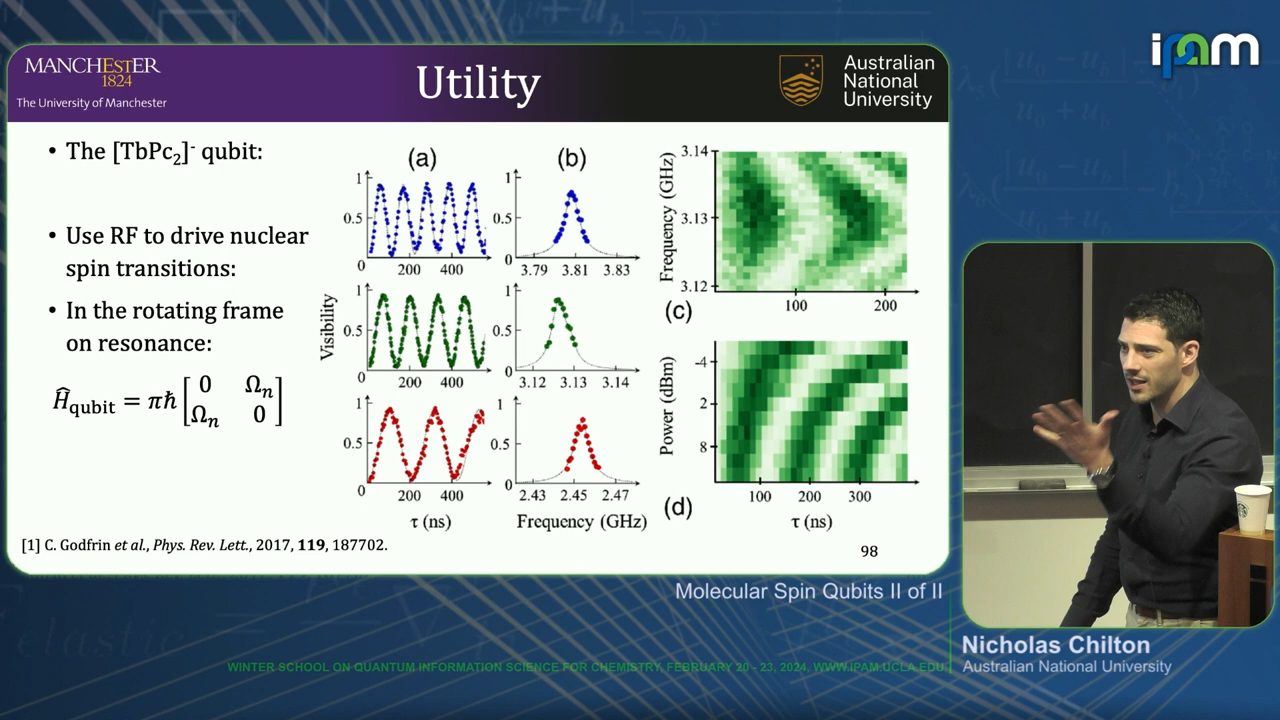 ipam
MANCHESTER
1824
The University of Manchester
Utility
Australian
National
University
• The [TbPc2]- qubit:
• Use RF to drive nuclear
spin transitions:
• In the rotating frame
on resonance:
Ĥqubit = πℏ [0 Ωn
Ωn 0]
(a)
(b)
Visibility
1
0.5
0
200
400
1
0.5
0
3.79
3.81
3.83
1
0.5
0
200
400
1
0.5
0
3.12
3.13
3.14
1
0.5
0
200
400
τ (ns)
1
0.5
0
2.43
2.45
2.47
Frequency (GHz)
Frequency (GHz)
3.14
3.13
3.12
100
200
(c)
Power (dBm)
-4
2
8
100
200
300
(d)
τ (ns)
[1] C. Godfrin et al., Phys. Rev. Lett., 2017, 119, 187702.
98
Molecular Spin Qubits II of II
Nicholas Chilton
Australian National University
WINTER SCHOOL ON QUANTUM INFORMATION SCIENCE FOR CHEMISTRY, FEBRUARY 20 - 23, 2024, WWW.IPAM.UCLA.EDU
elastic